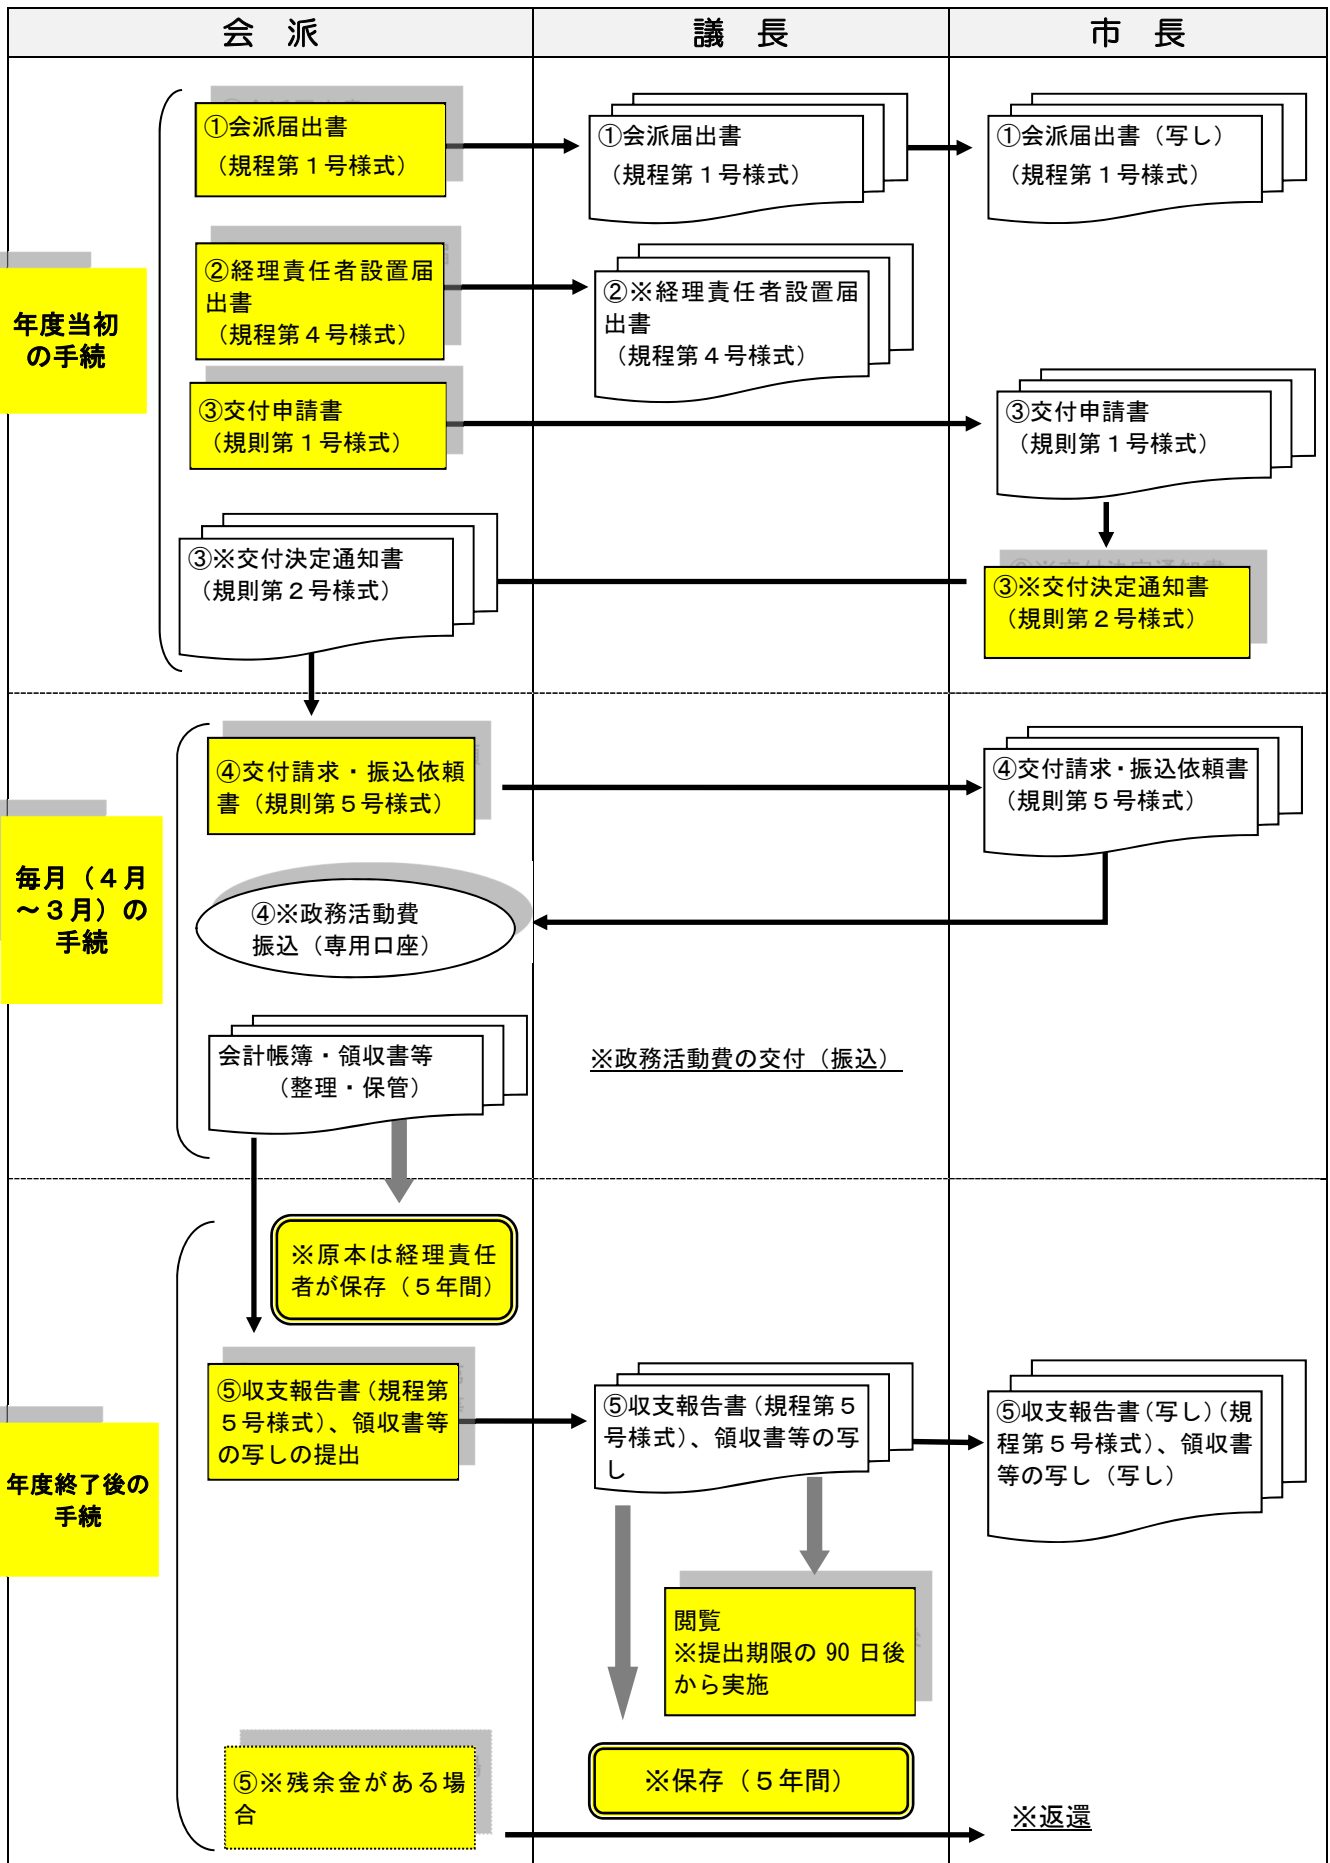 会　派
議　長
市　長
年度当初
の手続
①会派届出書
（規程第１号様式）
①会派届出書
（規程第１号様式）
①会派届出書（写し）
（規程第１号様式）
②経理責任者設置届
出書
（規程第４号様式）
②※経理責任者設置届
出書
（規程第４号様式）
③交付申請書
（規則第１号様式）
③交付申請書
（規則第１号様式）
③※交付決定通知書
（規則第２号様式）
③※交付決定通知書
（規則第２号様式）
毎月（４月
～３月）の
手続
④交付請求・振込依頼
書（規則第５号様式）
④交付請求・振込依頼書
（規則第５号様式）
④※政務活動費
振込（専用口座）
会計帳簿・領収書等
（整理・保管）
※政務活動費の交付（振込）
年度終了後の
手続
※原本は経理責任
者が保存（５年間）
⑤収支報告書（規程第
５号様式）、領収書等
の写しの提出
⑤収支報告書（規程第５
号様式）、領収書等の写
し
⑤収支報告書（写し）（規
程第５号様式）、領収書
等の写し（写し）
閲覧
※提出期限の 90 日後
から実施
※保存（５年間）
⑤※残余金がある場
合
※返還